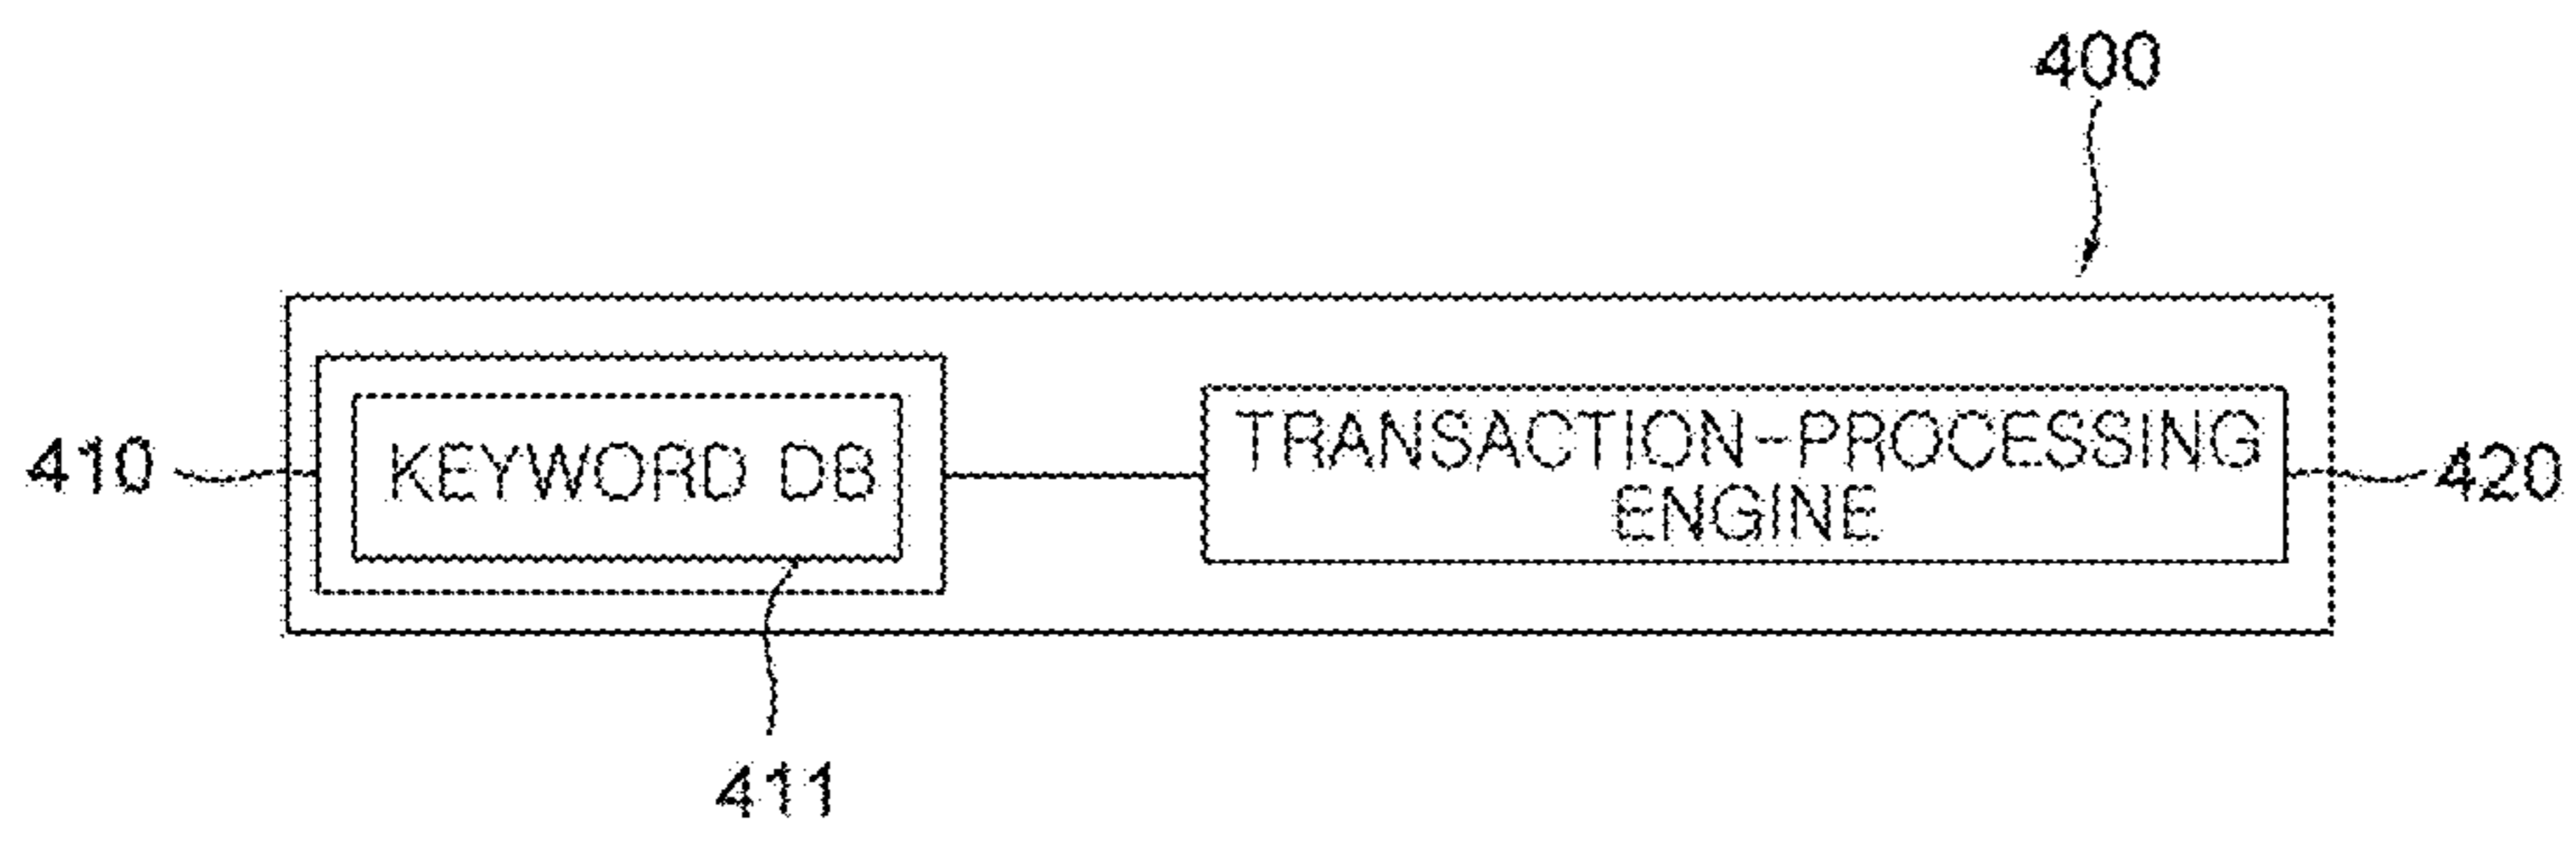 400
410
KEYWORD DB
TRANSACTION-PROCESSING
ENGINE
420
411